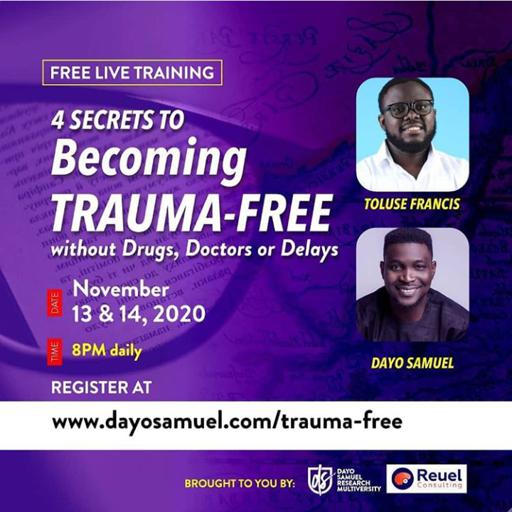 FREE LIVE TRAINING
4 SECRETS TO
Becoming
TRAUMA-FREE
without Drugs, Doctors or Delays
TOLUSE FRANCIS
DATE
November
13 & 14, 2020
TIME
8PM daily
DAYO SAMUEL
REGISTER AT
www.dayosamuel.com/trauma-free
BROUGHT TO YOU BY:
ds
DAYO
SAMUEL
RESEARCH
MULTIVERSITY
Reuel
Consulting